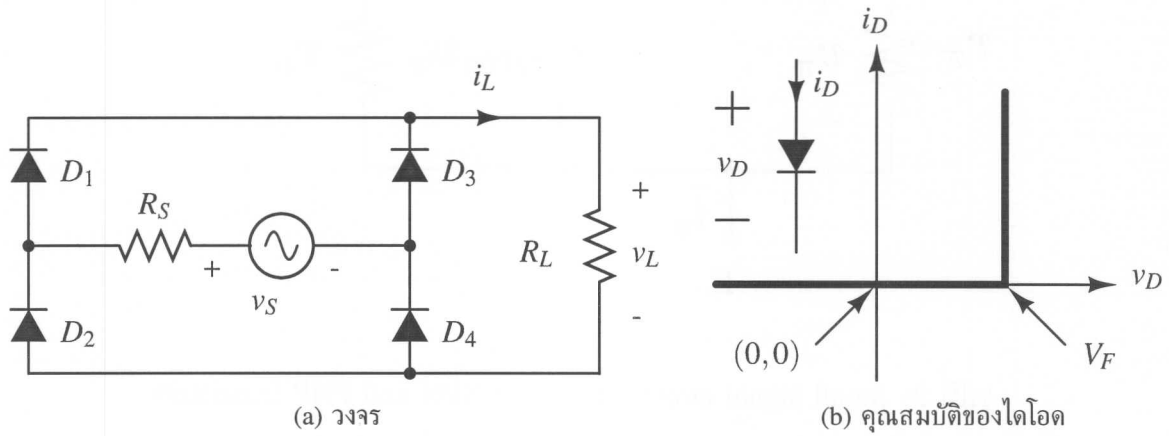 i_L
D_1
D_3
R_S
+
-
v_S
D_2
D_4
R_L
+
v_L
-
(a) วงจร
i_D
i_D
+
v_D
−
v_D
(0,0)
V_F
(b) คุณสมบัติของไดโอด